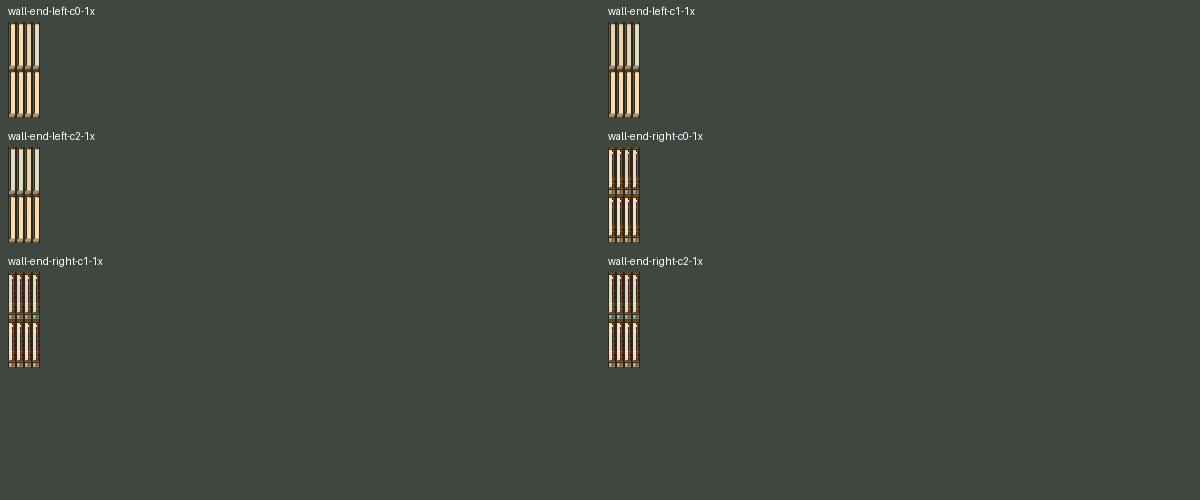 wall-end-left-c0-1x
wall-end-left-c1-1x
wall-end-left-c2-1x
wall-end-right-c0-1x
wall-end-right-c1-1x
wall-end-right-c2-1x